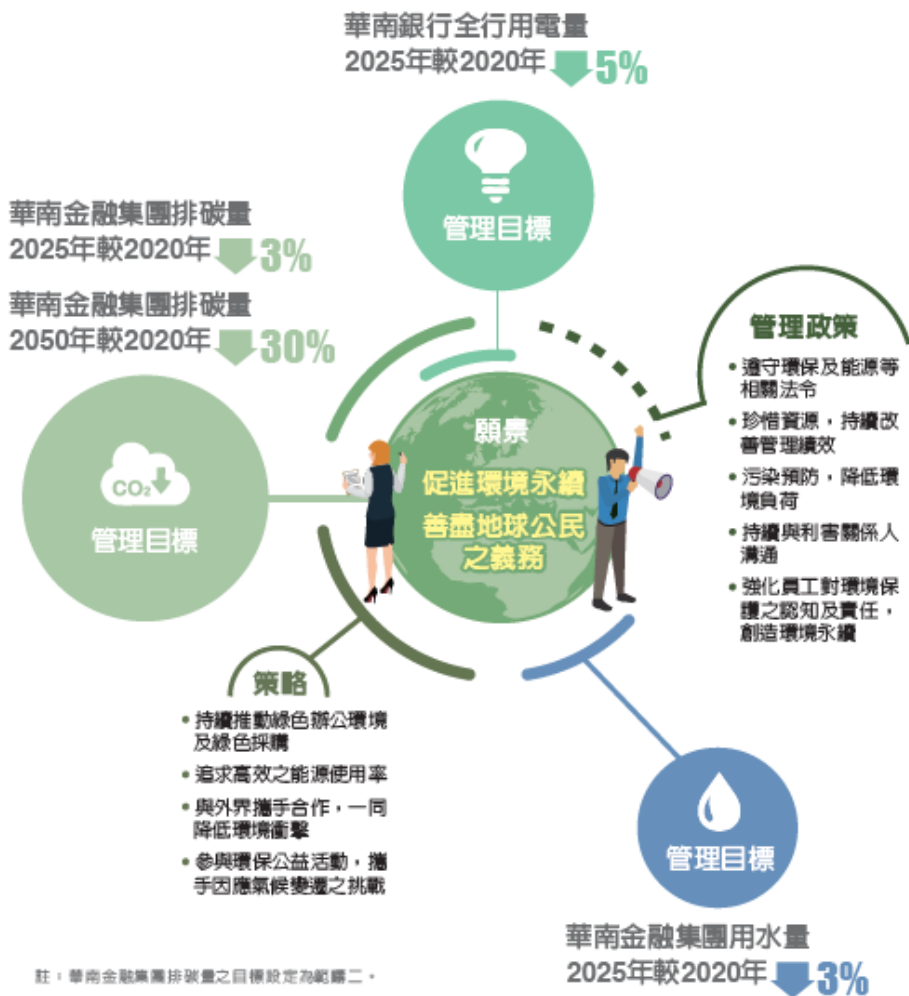 華南銀行全行用電量
2025年較2020年 5%
管理目標
華南金融集團排碳量
2025年較2020年 3%
華南金融集團排碳量
2050年較2020年 30%
CO₂
管理目標
願景
促進環境永續
善盡地球公民
之義務
管理政策
• 遵守環保及能源等
相關法令
• 珍惜資源，持續改
善管理績效
• 污染預防，降低環
境負荷
• 持續與利害關係人
溝通
• 強化員工對環境保
護之認知及責任，
創造環境永續
策略
• 持續推動綠色辦公環境
及綠色採購
• 追求高效之能源使用率
• 與外界攜手合作，一同
降低環境衝擊
• 參與環保公益活動，攜
手因應氣候變遷之挑戰
管理目標
華南金融集團用水量
2025年較2020年 3%
註：華南金融集團排碳量之目標設定為範疇二。